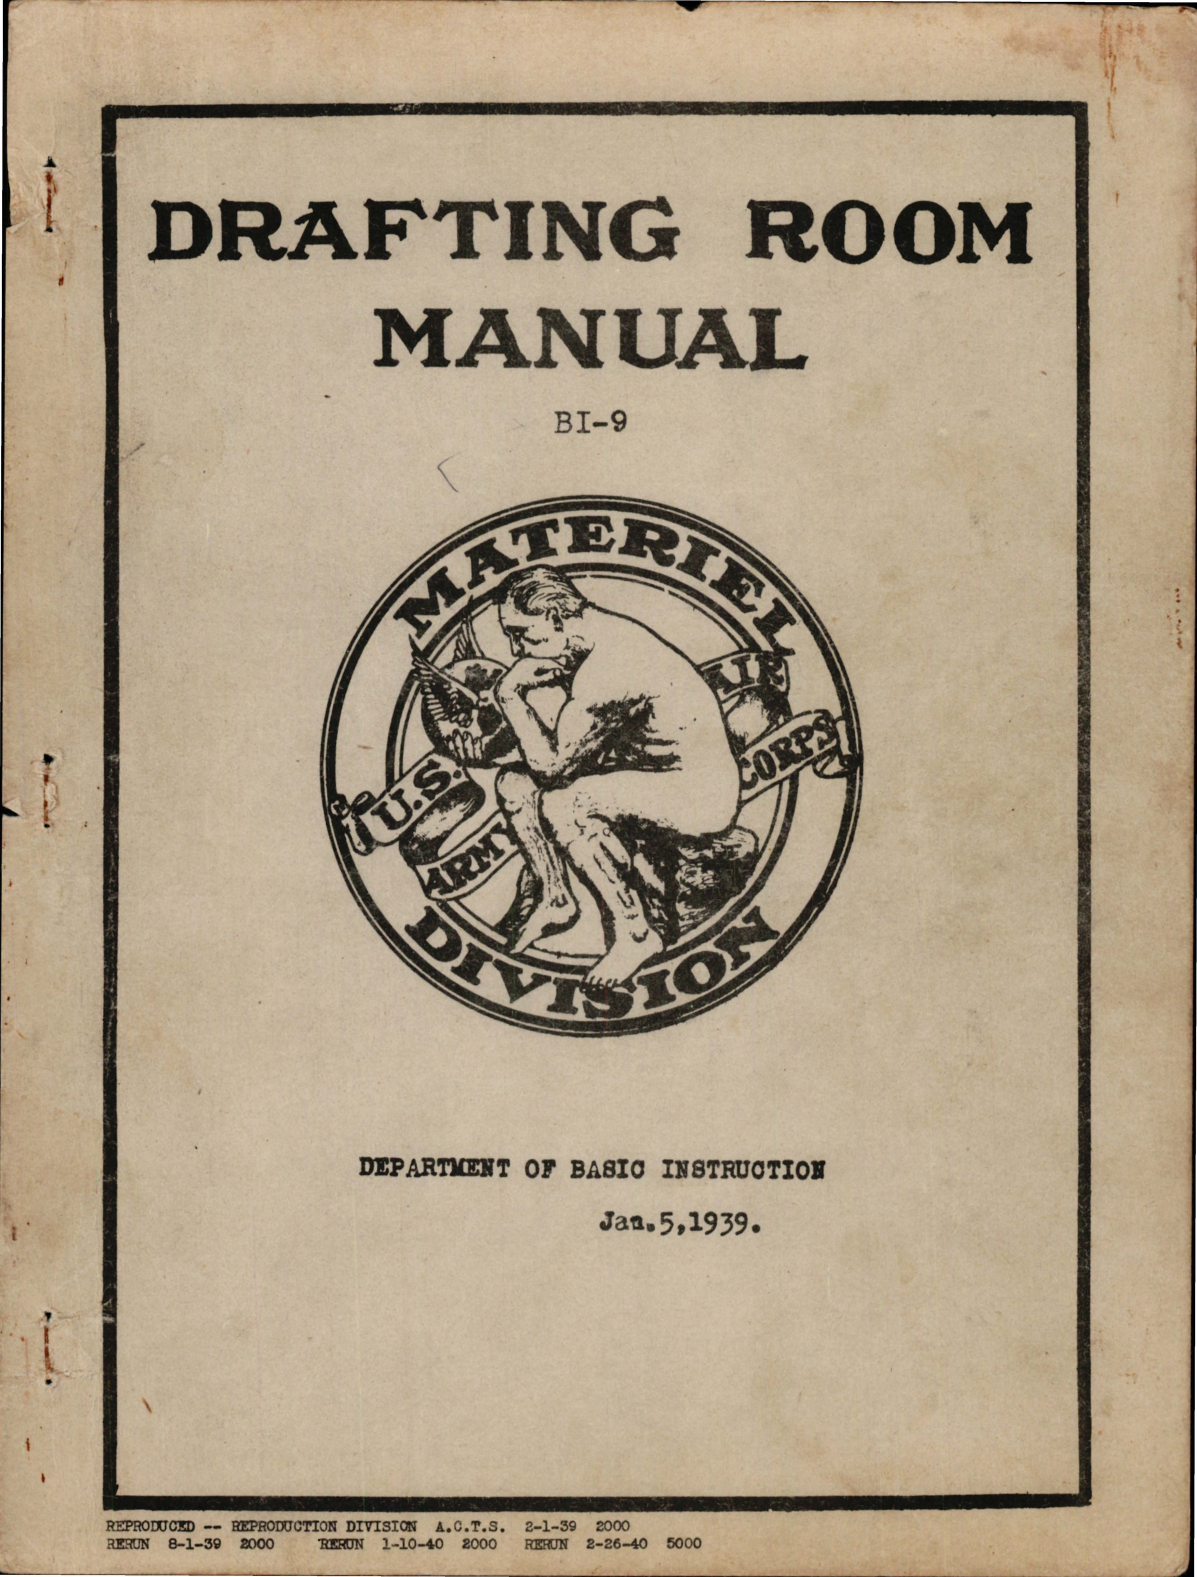 DRAFTING ROOM
MANUAL
BI-9
MATERIEL
AIR
CORPS
U.S.
ARMY
DIVISION
DEPARTMENT OF BASIC INSTRUCTION
Jan.5,1939.
REPRODUCED -- REPRODUCTION DIVISION A.C.T.S. 2-1-39 2000
RERUN 8-1-39 2000 RERUN 1-10-40 2000 RERUN 2-26-40 5000